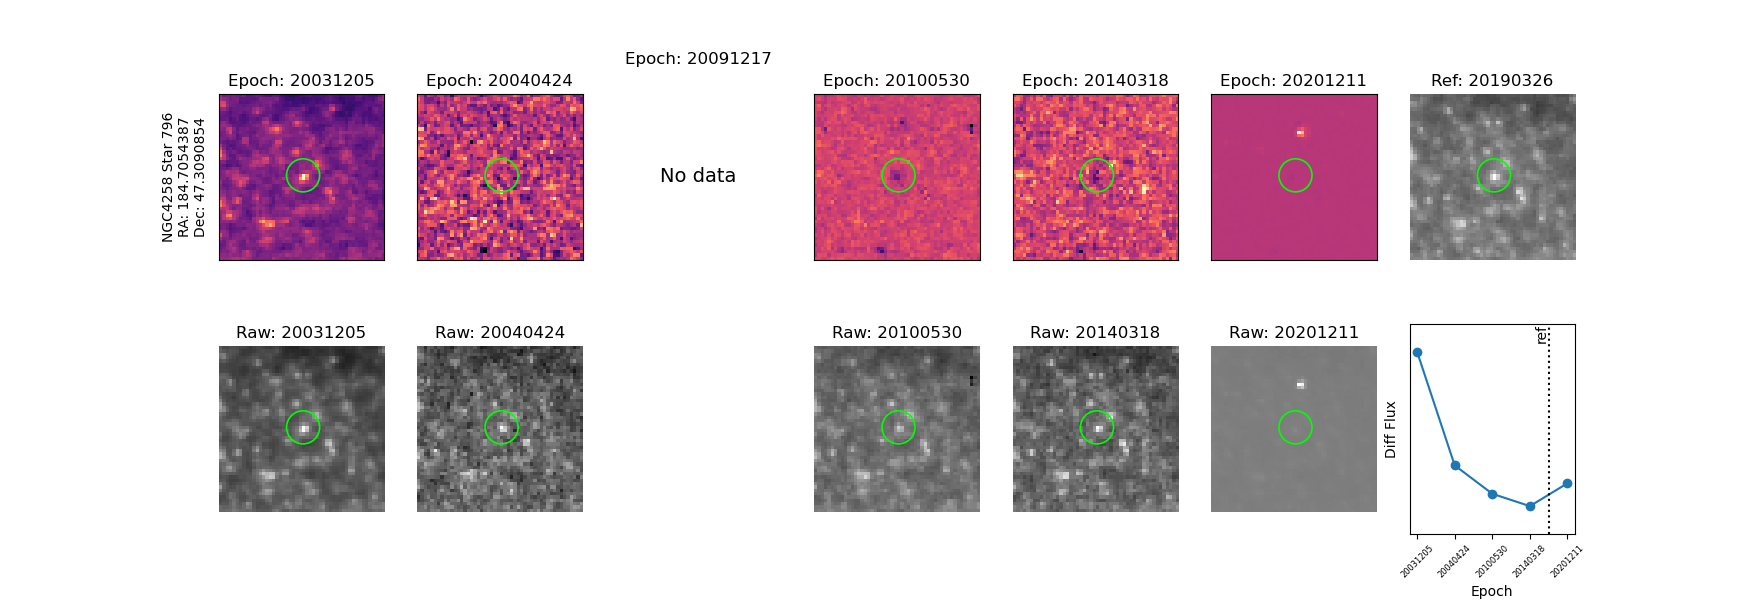 Epoch: 20091217
Epoch: 20031205
Epoch: 20040424
Epoch: 20100530
Epoch: 20140318
Epoch: 20201211
Ref: 20190326
NGC4258 Star 796
RA: 184.7054387
Dec: 47.3090854
No data
Raw: 20031205
Raw: 20040424
Raw: 20100530
Raw: 20140318
Raw: 20201211
ref
Diff Flux
20031205
20040424
20100530
20140318
20201211
Epoch